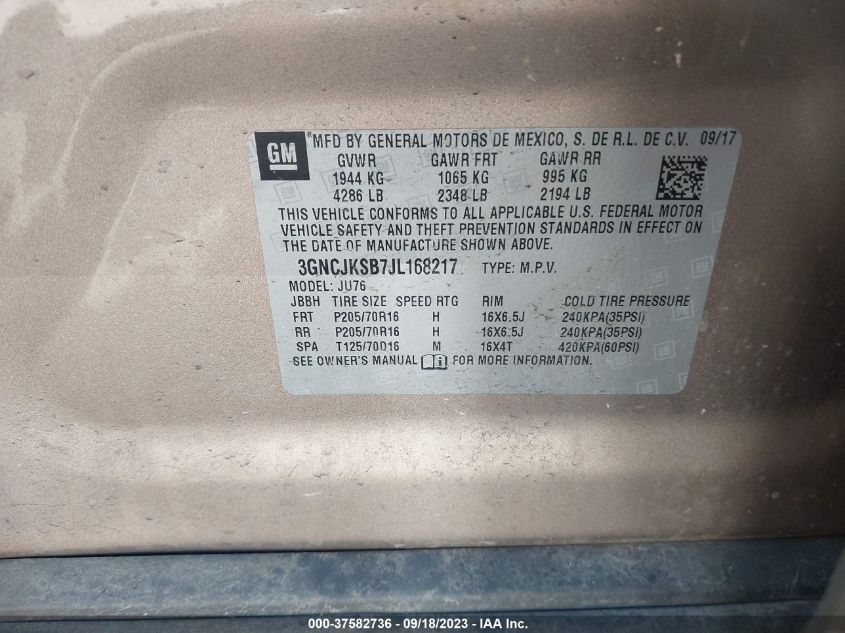 GM
®MFD BY GENERAL MOTORS DE MEXICO, S. DE R.L. DE C.V. 09/17
GVWR GAWR FRT GAWR RR
1944 KG 1065 KG 995 KG
4286 LB 2348 LB 2194 LB
THIS VEHICLE CONFORMS TO ALL APPLICABLE U.S. FEDERAL MOTOR
VEHICLE SAFETY AND THEFT PREVENTION STANDARDS IN EFFECT ON
THE DATE OF MANUFACTURE SHOWN ABOVE.
3GNCJKSB7JL168217 TYPE: M.P.V.
MODEL: JU76
JBBH TIRE SIZE SPEED RTG RIM COLD TIRE PRESSURE
FRT P205/70R16 H 16X6.5J 240KPA(35PSI)
RR P205/70R16 H 16X6.5J 240KPA(35PSI)
SPA T125/70D16 M 16X4T 420KPA(60PSI)
SEE OWNER'S MANUAL i FOR MORE INFORMATION.
000-37582736 - 09/18/2023 - IAA Inc.